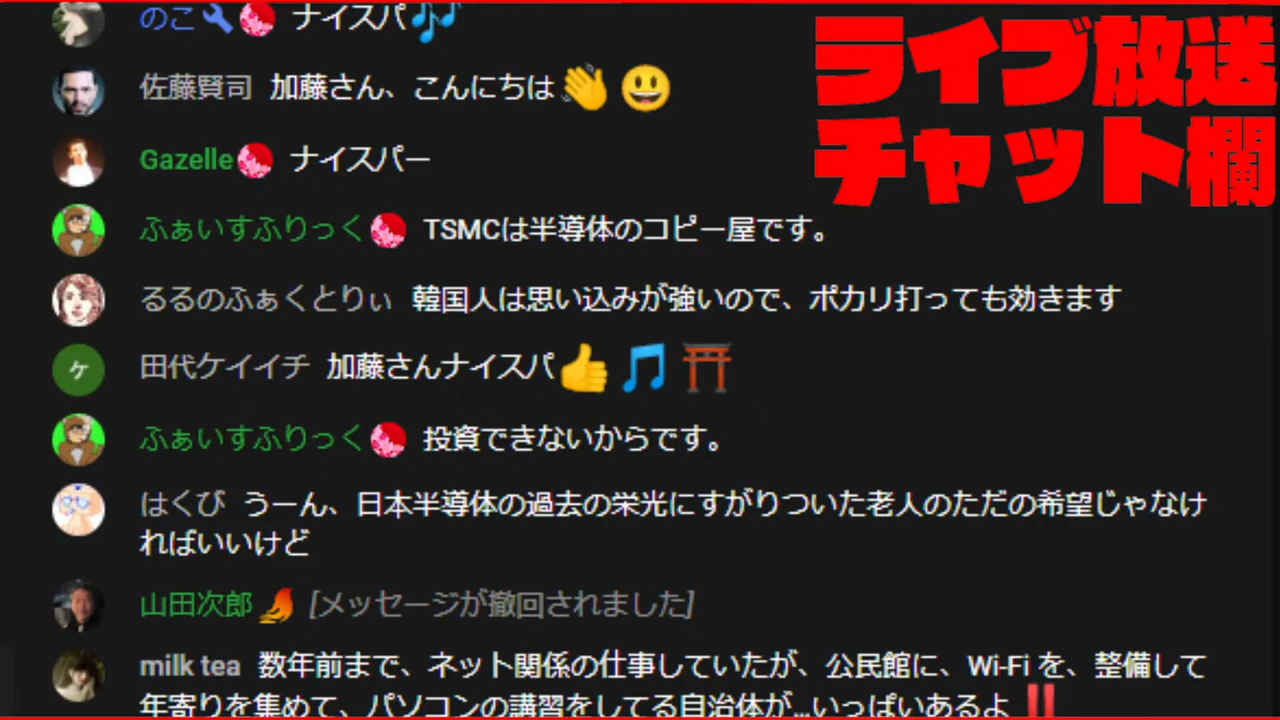 のこ🔧 ナイスパ🎶
ライブ放送
チャット欄
佐藤賢司 加藤さん、こんにちは👋😃
Gazelle ナイスパー
ふぁいすふりっく TSMCは半導体のコピー屋です。
るるのふぁくとりぃ 韓国人は思い込みが強いので、ポカリ打っても効きます
ケ 田代ケイイチ 加藤さんナイスパ👍🎵⛩
ふぁいすふりっく 投資できないからです。
はくび うーん、日本半導体の過去の栄光にすがりついた老人のただの希望じゃなけ
ればいいけど
山田次郎 [メッセージが撤回されました]
milk tea 数年前まで、ネット関係の仕事していたが、公民館に、Wi-Fi を、整備して
年寄りを集めて、パソコンの講習をしてる自治体が...いっぱいあるよ‼